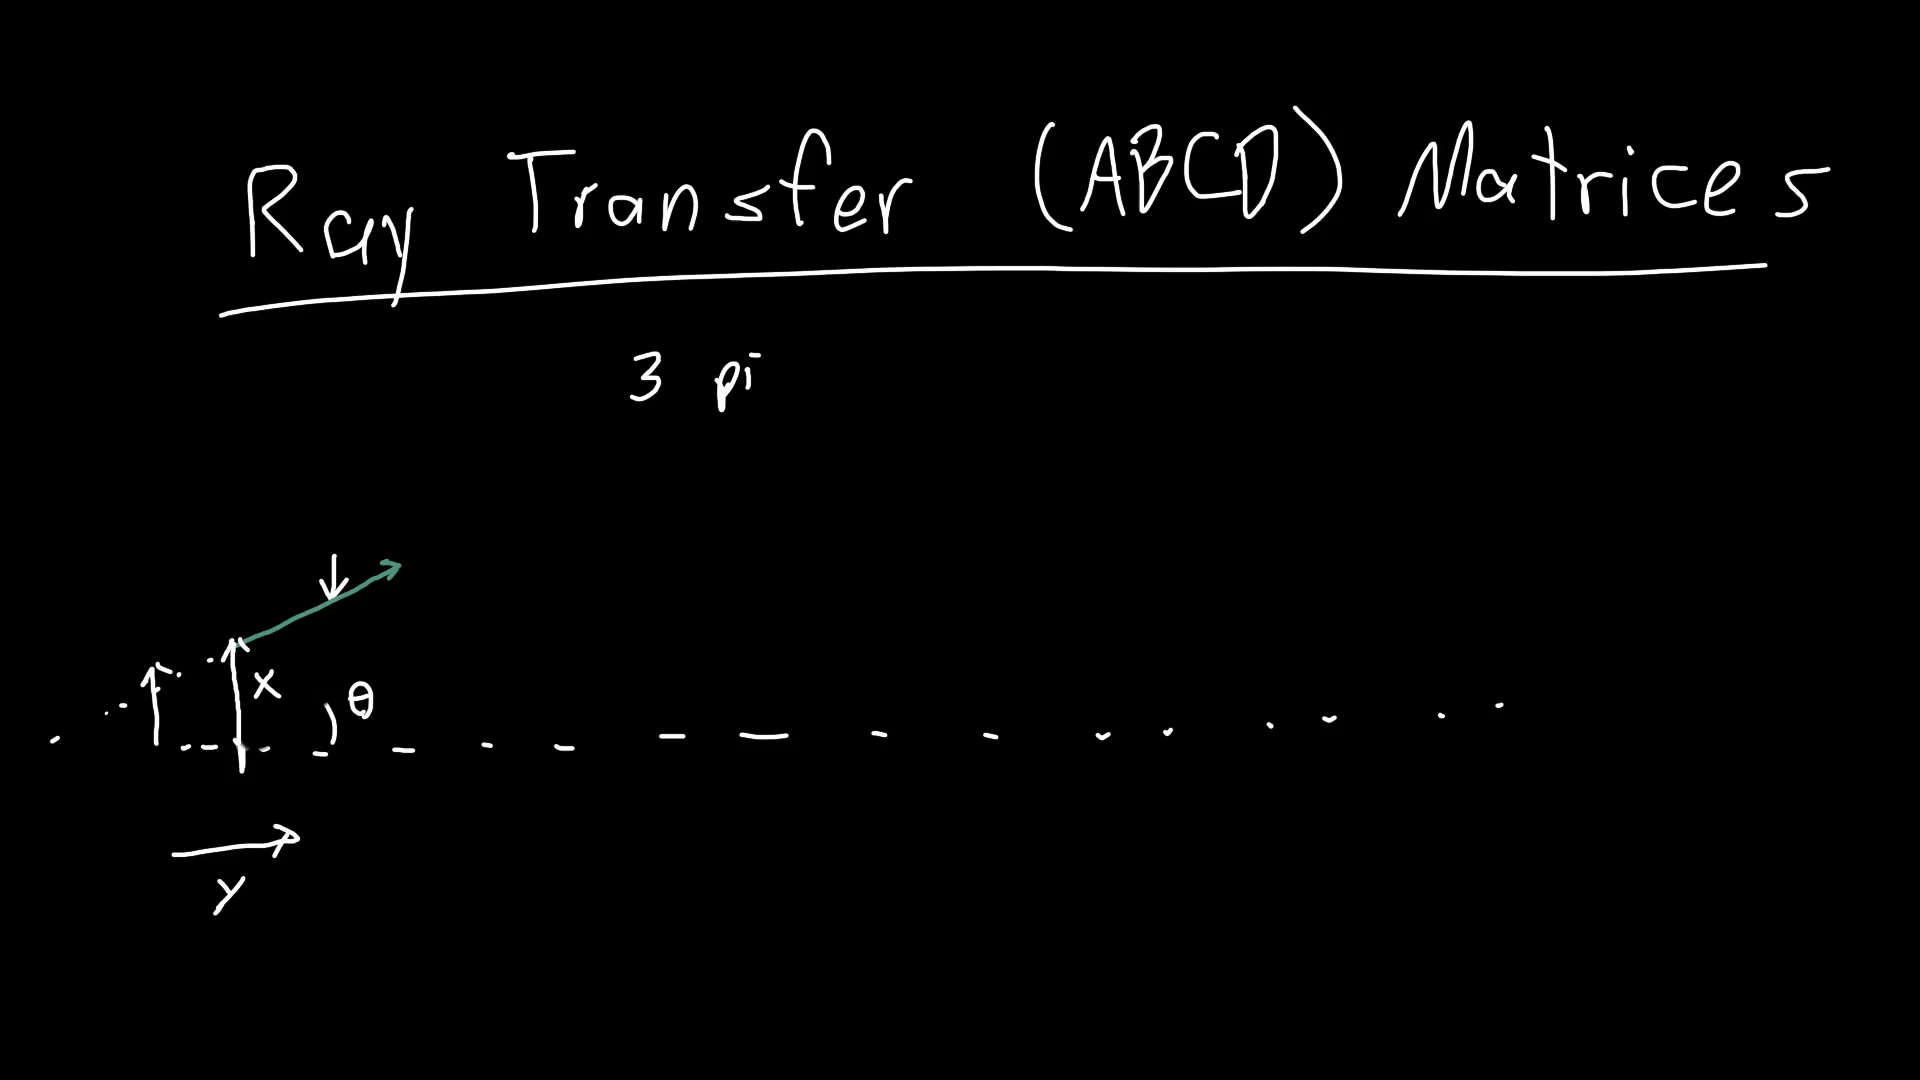 Ray Transfer (ABCD) Matrices
3 pi
x θ
y